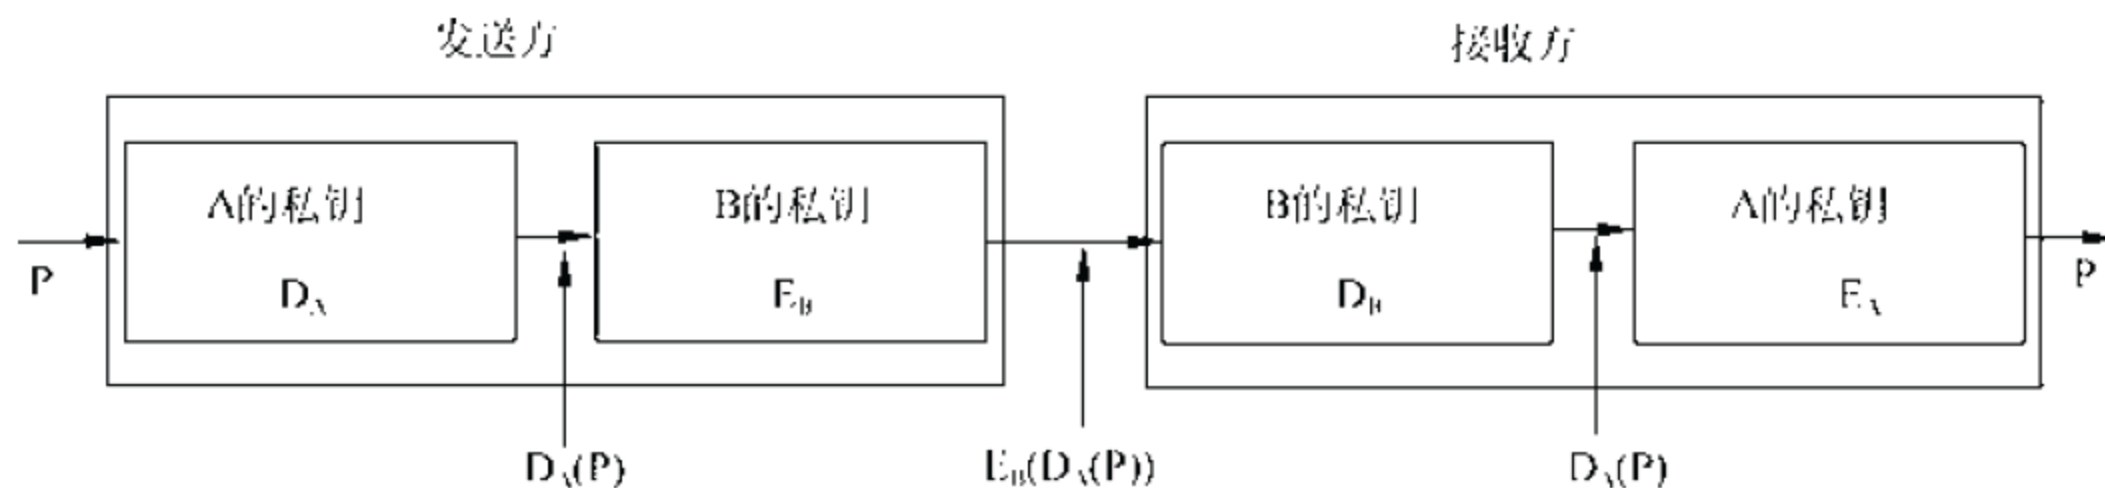 发送方
接收方
A的私钥
B的私钥
B的私钥
A的私钥
P
D_A
E_B
D_B
E_A
P
D_A(P)
E_B(D_A(P))
D_A(P)